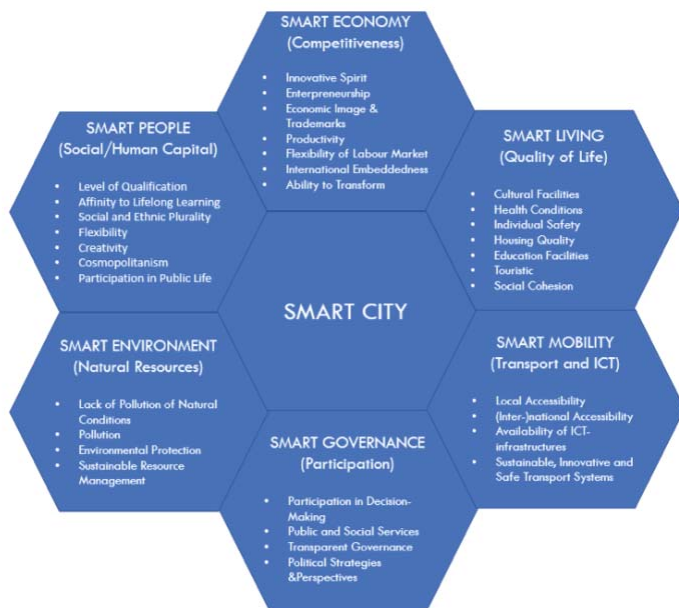 SMART ECONOMY
(Competitiveness)
• Innovative Spirit
• Enterpreneurship
• Economic Image &
Trademarks
• Productivity
• Flexibility of Labour Market
• International Embeddedness
• Ability to Transform
SMART PEOPLE
(Social/Human Capital)
• Level of Qualification
• Affinity to Lifelong Learning
• Social and Ethnic Plurality
• Flexibility
• Creativity
• Cosmopolitanism
• Participation in Public Life
SMART LIVING
(Quality of Life)
• Cultural Facilities
• Health Conditions
• Individual Safety
• Housing Quality
• Education Facilities
• Touristic
• Social Cohesion
SMART CITY
SMART ENVIRONMENT
(Natural Resources)
• Lack of Pollution of Natural
Conditions
• Pollution
• Environmental Protection
• Sustainable Resource
Management
SMART MOBILITY
(Transport and ICT)
• Local Accessibility
• (Inter-)national Accessibility
• Availability of ICT-
infrastructures
• Sustainable, Innovative and
Safe Transport Systems
SMART GOVERNANCE
(Participation)
• Participation in Decision-
Making
• Public and Social Services
• Transparent Governance
• Political Strategies
&Perspectives